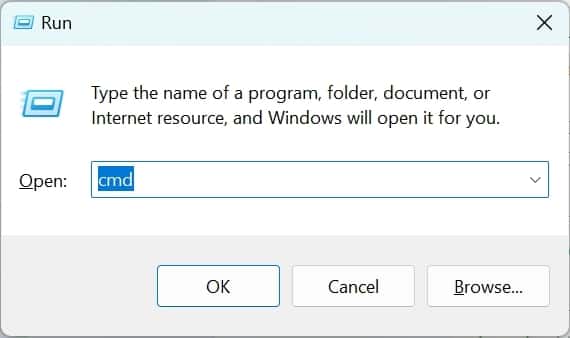 Run
Type the name of a program, folder, document, or
Internet resource, and Windows will open it for you.
Open: cmd
OK Cancel Browse...